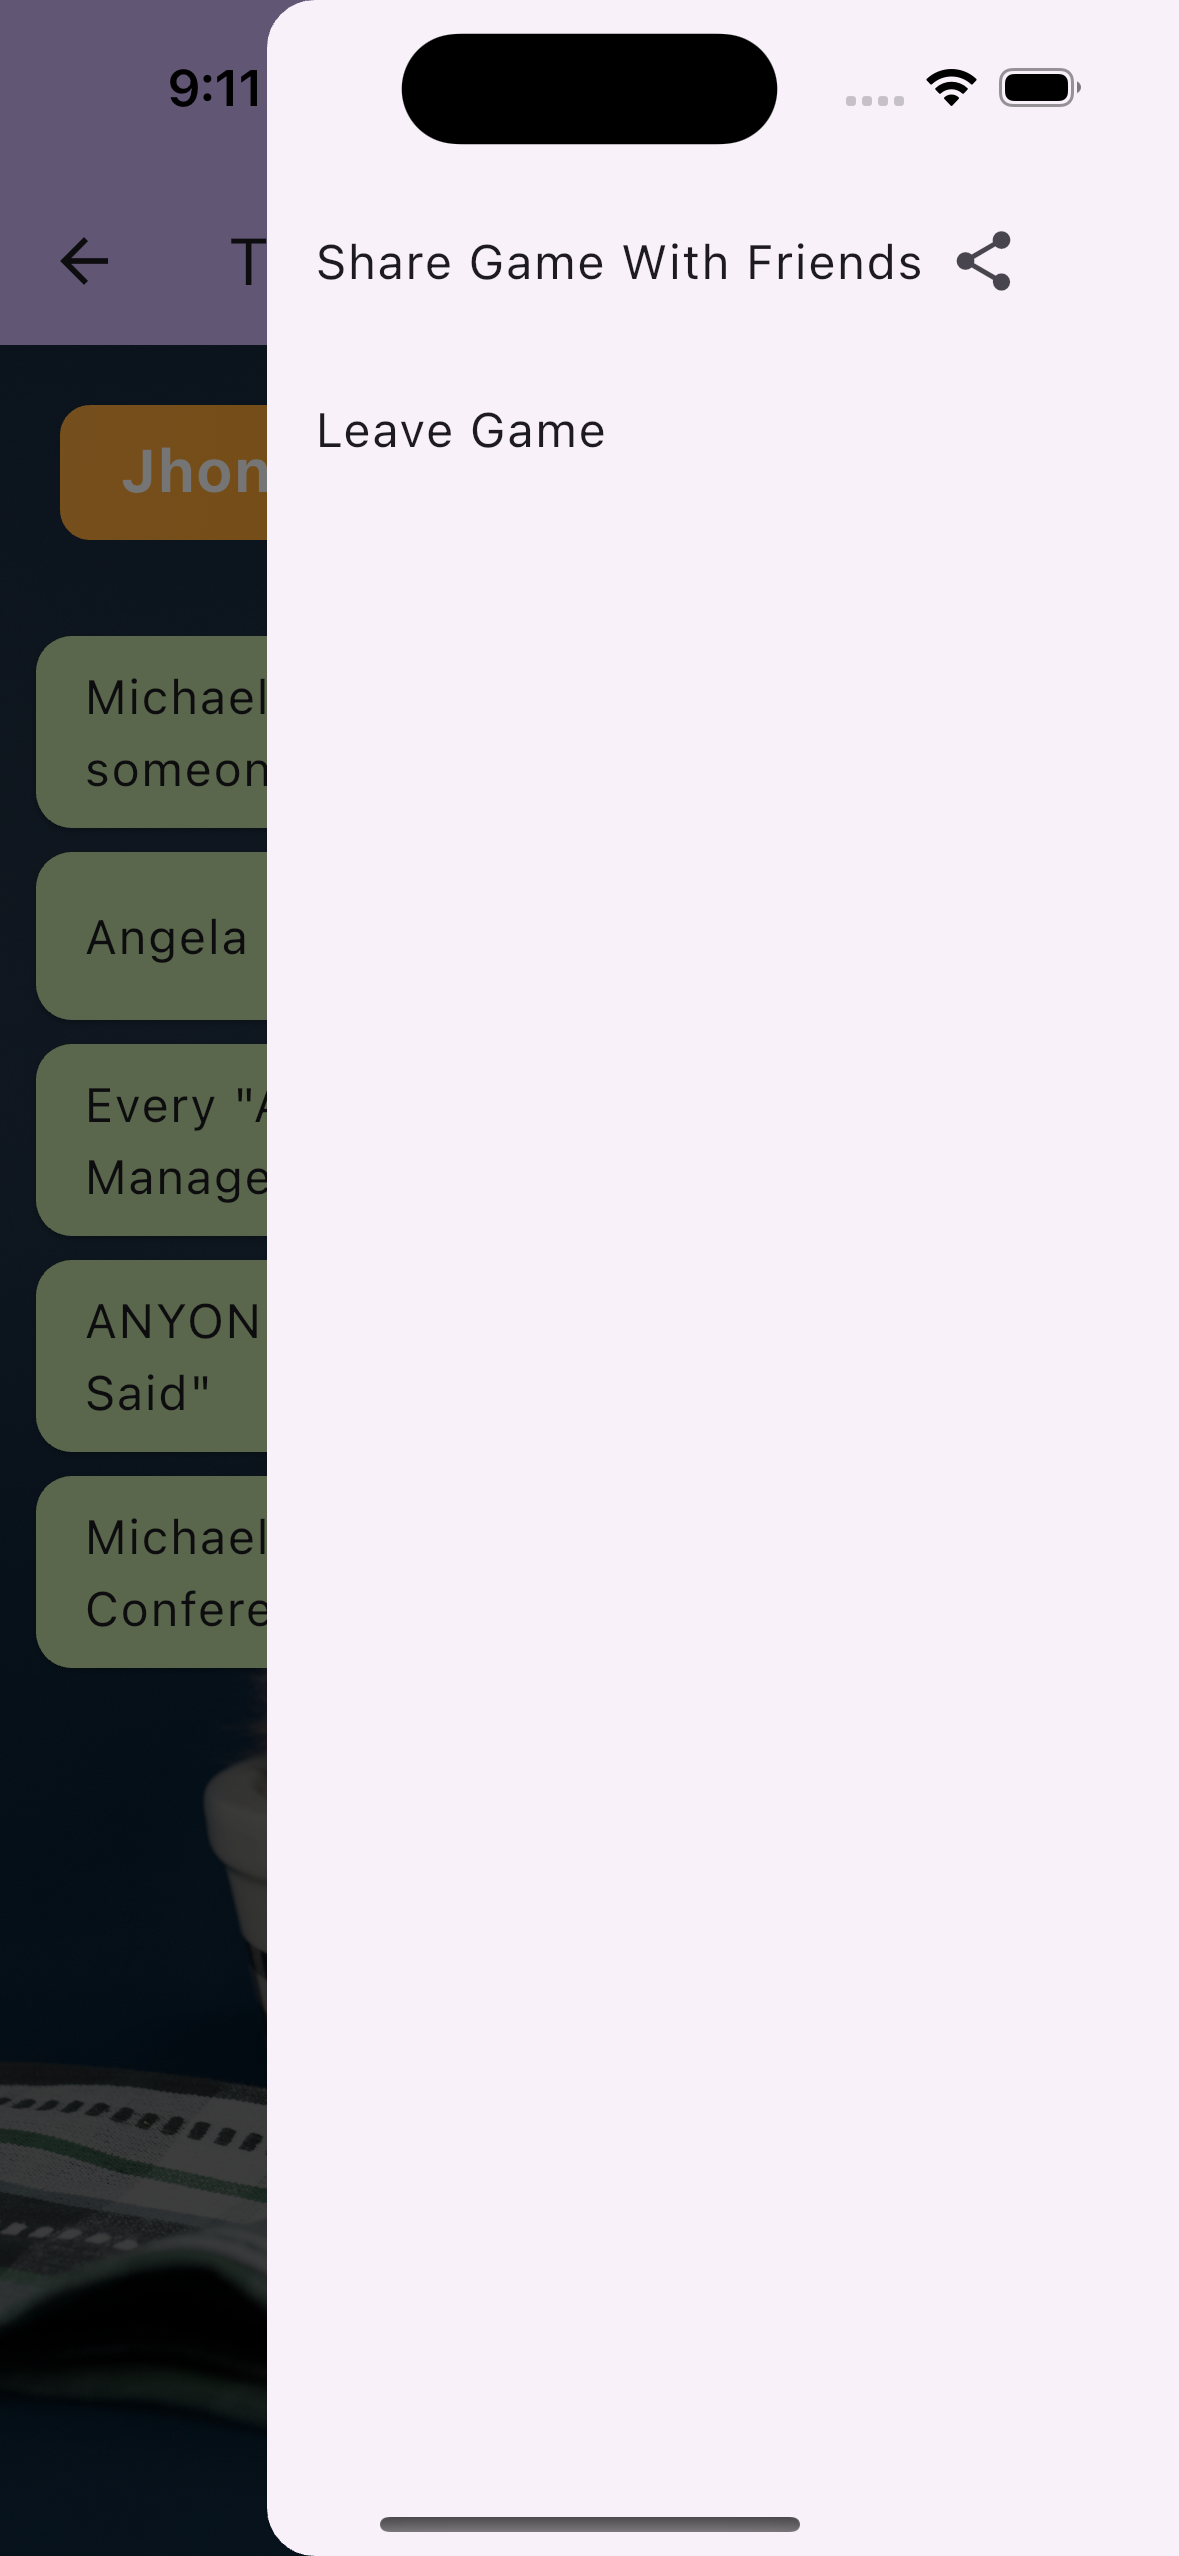 9:11
Share Game With Friends
T
Leave Game
Jhon
Michael
someon
Angela
Every "A
Manage
ANYON
Said"
Michael
Confere